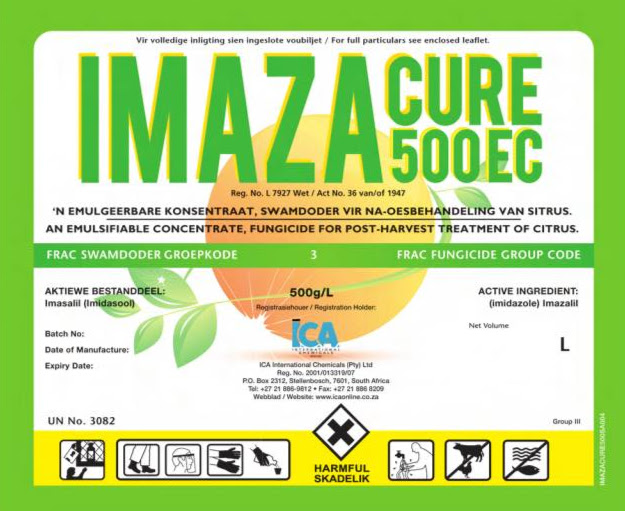 Vir volledige inligting sien ingeslote voubiljet / For full particulars see enclosed leaflet.
IMAZACURE
500EC
Reg. No. L 7927 Wet / Act No. 36 van/of 1947
'N EMULGEERBARE KONSENTRAAT, SWAMDODER VIR NA-OESBEHANDELING VAN SITRUS.
AN EMULSIFIABLE CONCENTRATE, FUNGICIDE FOR POST-HARVEST TREATMENT OF CITRUS.
FRAC SWAMDODER GROEPKODE 3 FRAC FUNGICIDE GROUP CODE
AKTIEWE BESTANDDEEL: 500g/L ACTIVE INGREDIENT:
Imasalil (Imidasool) (imidazole) Imazalil
Registrasiehouer / Registration Holder:
ICA
INTERNATIONAL
CHEMICALS
Net Volume
L
Batch No:
Date of Manufacture:
Expiry Date:
ICA International Chemicals (Pty) Ltd
Reg. No. 2001/013319/07
P.O. Box 2312, Stellenbosch, 7601, South Africa
Tel: +27 21 886-9812 • Fax: +27 21 886 8209
Webblad / Website: www.icaonline.co.za
UN No. 3082
Group III
HARMFUL
SKADELIK